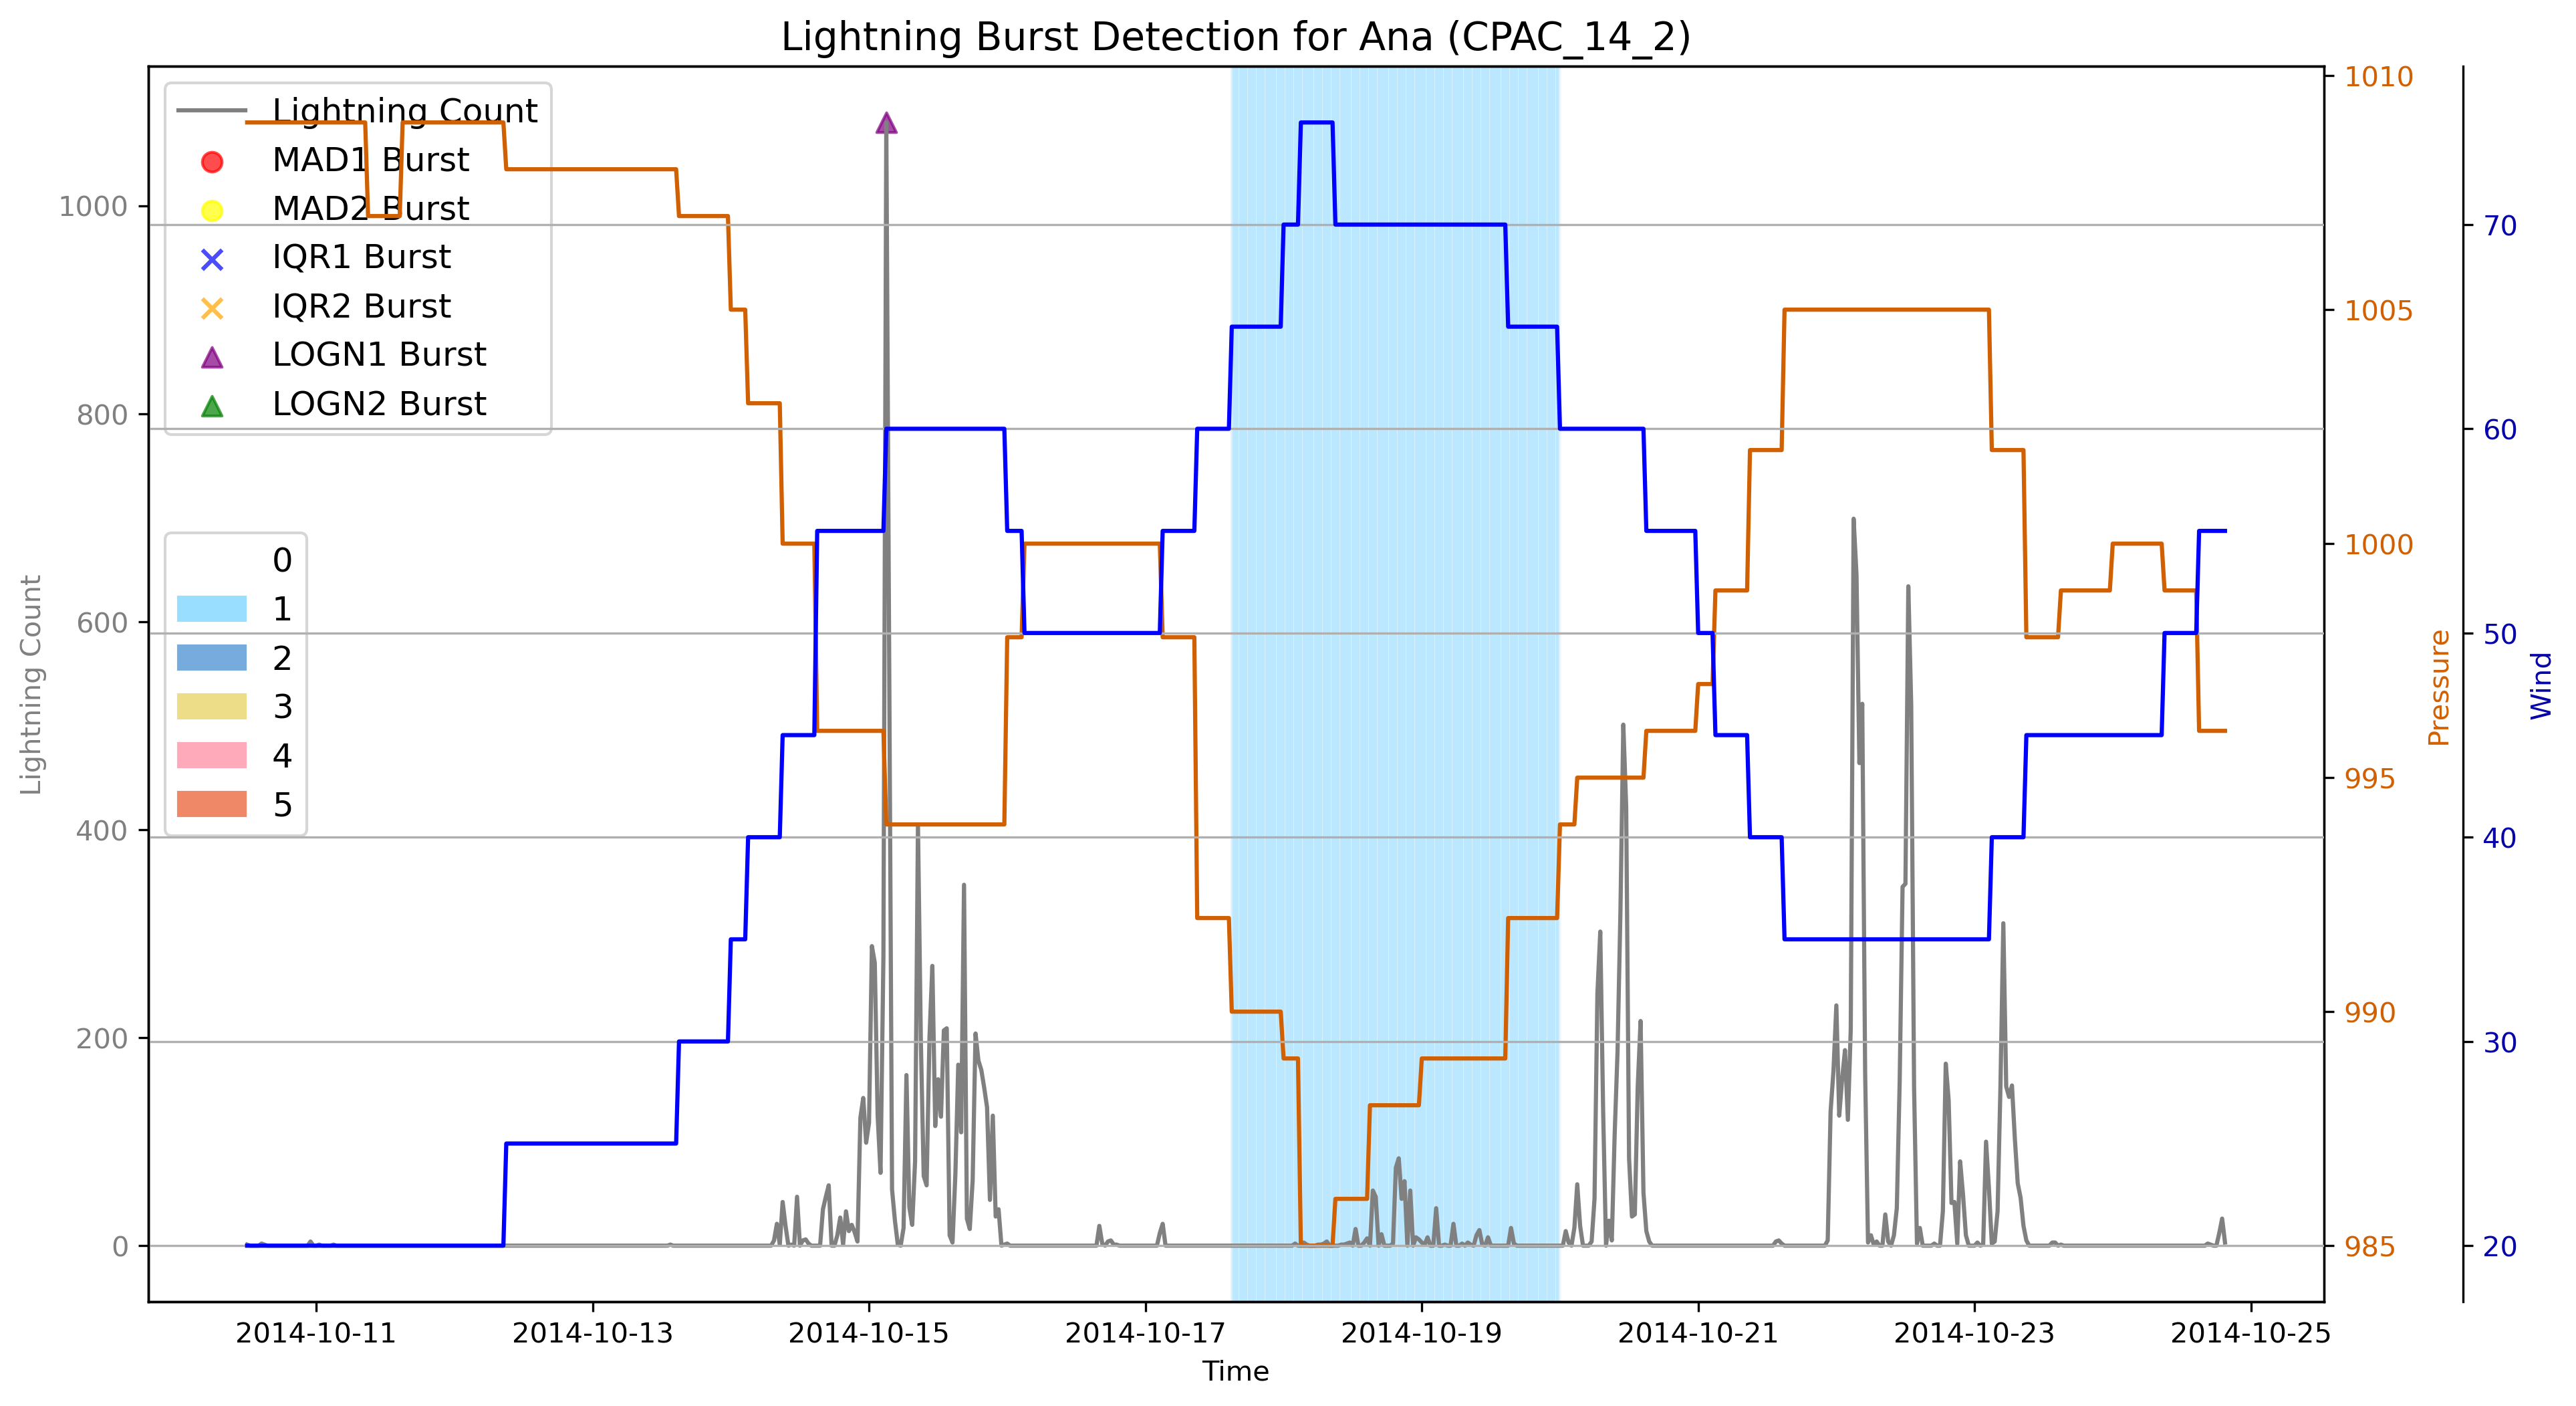 Lightning Burst Detection for Ana (CPAC_14_2)
Lightning Count
MAD1 Burst
MAD2 Burst
IQR1 Burst
IQR2 Burst
LOGN1 Burst
LOGN2 Burst
0
1
2
3
4
5
1000
800
600
400
200
0
Lightning Count
1010
1005
1000
995
990
985
Pressure
70
60
50
40
30
20
Wind
2014-10-11
2014-10-13
2014-10-15
2014-10-17
2014-10-19
2014-10-21
2014-10-23
2014-10-25
Time